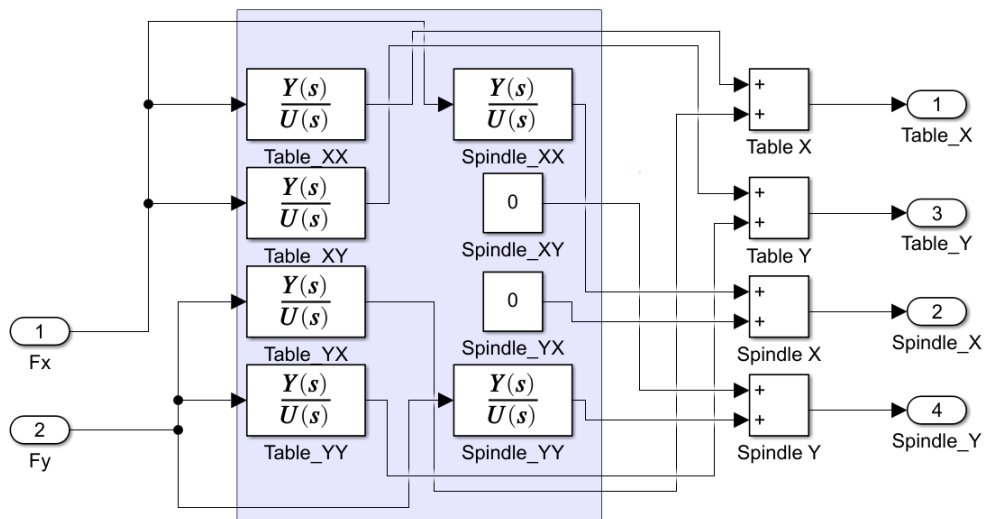 Y(s)
U(s)
Table_XX
Y(s)
U(s)
Spindle_XX
+
+
Table X
1
Table_X
Y(s)
U(s)
Table_XY
0
Spindle_XY
+
+
Table Y
3
Table_Y
1
Fx
Y(s)
U(s)
Table_YX
0
Spindle_YX
+
+
Spindle X
2
Spindle_X
2
Fy
Y(s)
U(s)
Table_YY
Y(s)
U(s)
Spindle_YY
+
+
Spindle Y
4
Spindle_Y